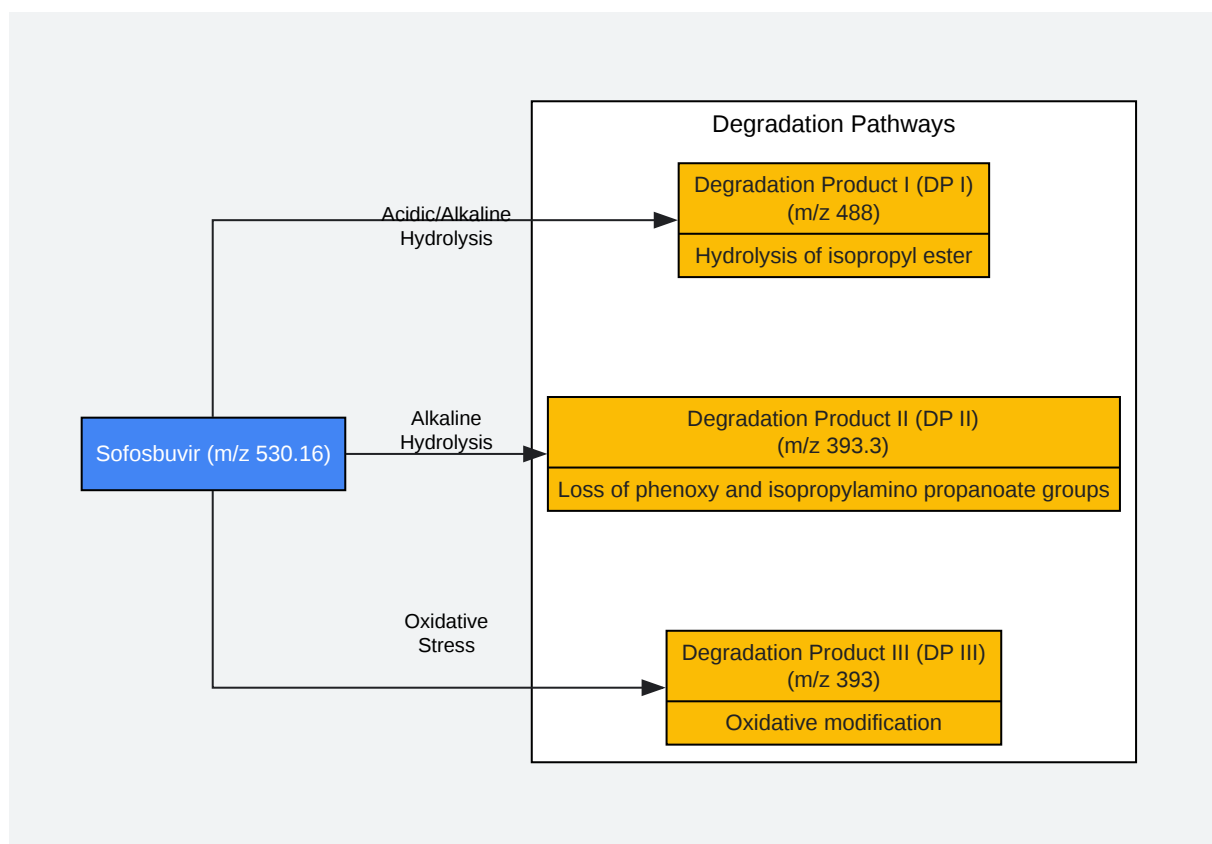 Degradation Pathways
Degradation Product I (DP I)
(m/z 488)
Hydrolysis of isopropyl ester
Acidic/Alkaline
Hydrolysis
Sofosbuvir (m/z 530.16)
Alkaline
Hydrolysis
Degradation Product II (DP II)
(m/z 393.3)
Loss of phenoxy and isopropylamino propanoate groups
Oxidative
Stress
Degradation Product III (DP III)
(m/z 393)
Oxidative modification